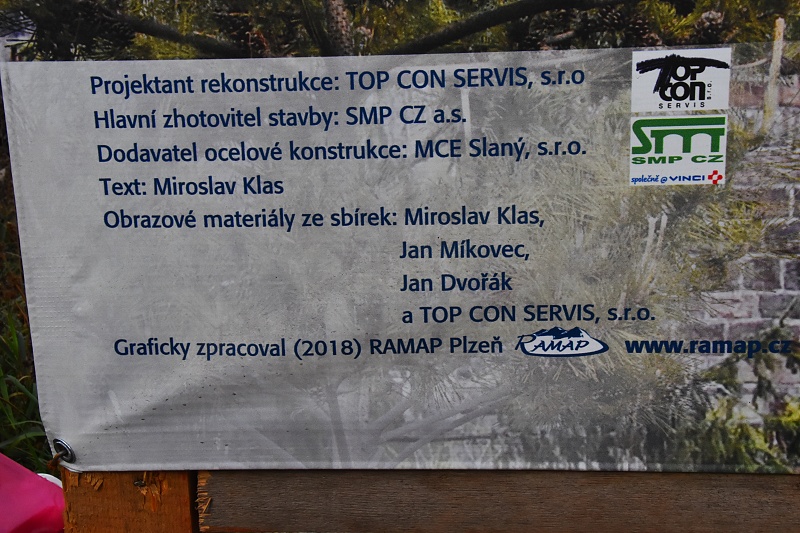 Projektant rekonstrukce: TOP CON SERVIS, s.r.o
Hlavní zhotovitel stavby: SMP CZ a.s.
Dodavatel ocelové konstrukce: MCE Slaný, s.r.o.
Text: Miroslav Klas
Obrazové materiály ze sbírek: Miroslav Klas,
Jan Míkovec,
Jan Dvořák
a TOP CON SERVIS, s.r.o.
Graficky zpracoval (2018) RAMAP Plzeň RAMAP www.ramap.cz
TOP
CON s.r.o.
SERVIS
SMP CZ
společně @ VINCI